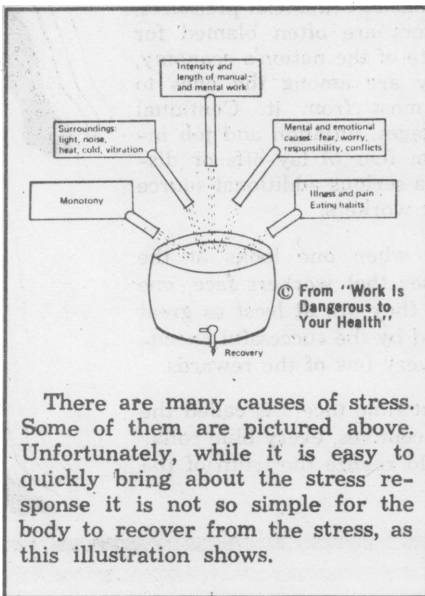 Intensity and
length of manual
and mental work
Surroundings:
light, noise,
heat, cold, vibration
Mental and emotional
causes: fear, worry,
responsibility, conflicts
Monotony
Illness and pain
Eating habits
© From "Work Is
Dangerous to
Your Health"
Recovery
There are many causes of stress.
Some of them are pictured above.
Unfortunately, while it is easy to
quickly bring about the stress re-
sponse it is not so simple for the
body to recover from the stress, as
this illustration shows.